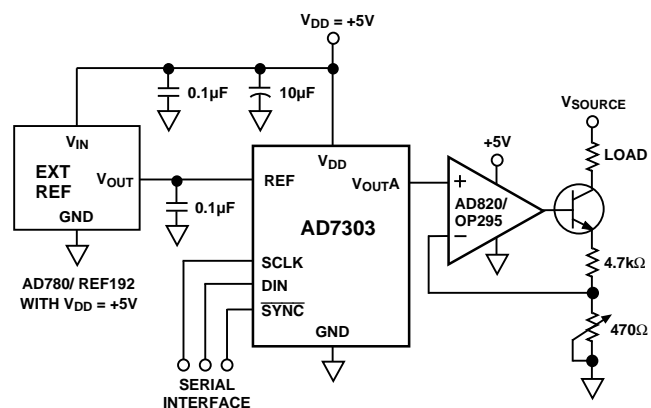 VDD = +5V
0.1µF
10µF
VSOURCE
LOAD
VIN
EXT
REF
VOUT
GND
0.1µF
AD780/ REF192
WITH VDD = +5V
VDD
REF
VOUTA
AD7303
SCLK
DIN
SYNC
GND
SERIAL
INTERFACE
+5V
+
AD820/
OP295
–
4.7kΩ
470Ω